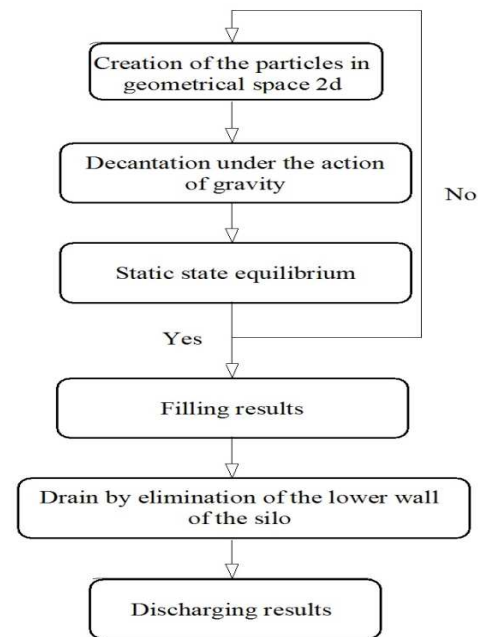 Creation of the particles in
geometrical space 2d
Decantation under the action
of gravity
No
Static state equilibrium
Yes
Filling results
Drain by elimination of the lower wall
of the silo
Discharging results